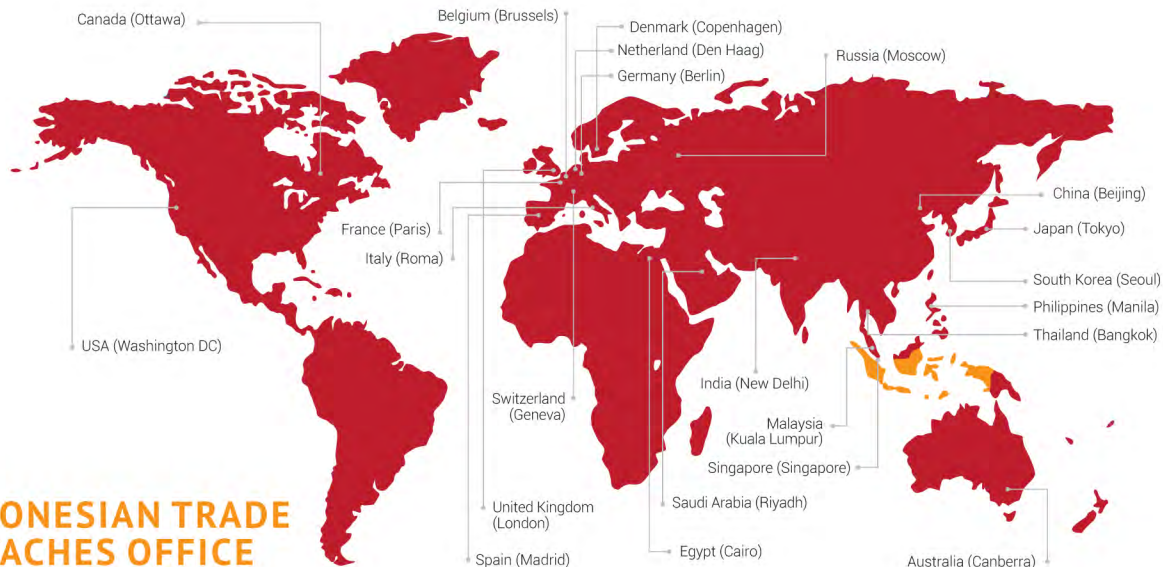 Canada (Ottawa)
Belgium (Brussels)
Denmark (Copenhagen)
Netherland (Den Haag)
Germany (Berlin)
Russia (Moscow)
China (Beijing)
Japan (Tokyo)
South Korea (Seoul)
Philippines (Manila)
Thailand (Bangkok)
France (Paris)
Italy (Roma)
USA (Washington DC)
India (New Delhi)
Switzerland
(Geneva)
Malaysia
(Kuala Lumpur)
Singapore (Singapore)
Saudi Arabia (Riyadh)
United Kingdom
(London)
Egypt (Cairo)
Spain (Madrid)
Australia (Canberra)
ONESIAN TRADE
ACHES OFFICE